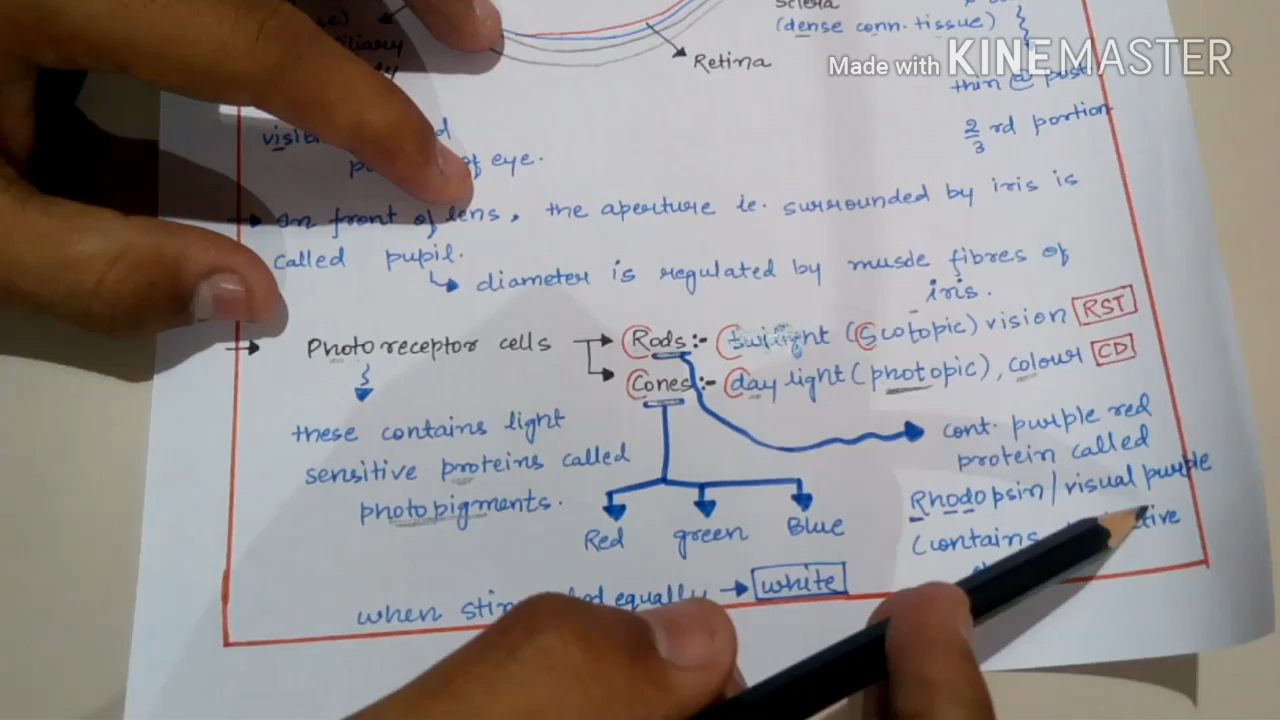 sclera
(dense conn. tissue)
Retina
Made with KINEMASTER
thin @ post.
2/3 rd portion
of eye.
In front of lens, the aperture ie. surrounded by iris is
called pupil.
diameter is regulated by muscle fibres of
iris.
Photoreceptor cells
Rods:- twilight (Scotopic) vision RST
Cones:- day light (photopic), colour CD
these contains light
sensitive proteins called
photopigments.
cont. purple red
protein called
Rhodopsin/visual purple
(contains
Red green Blue
when equally → white